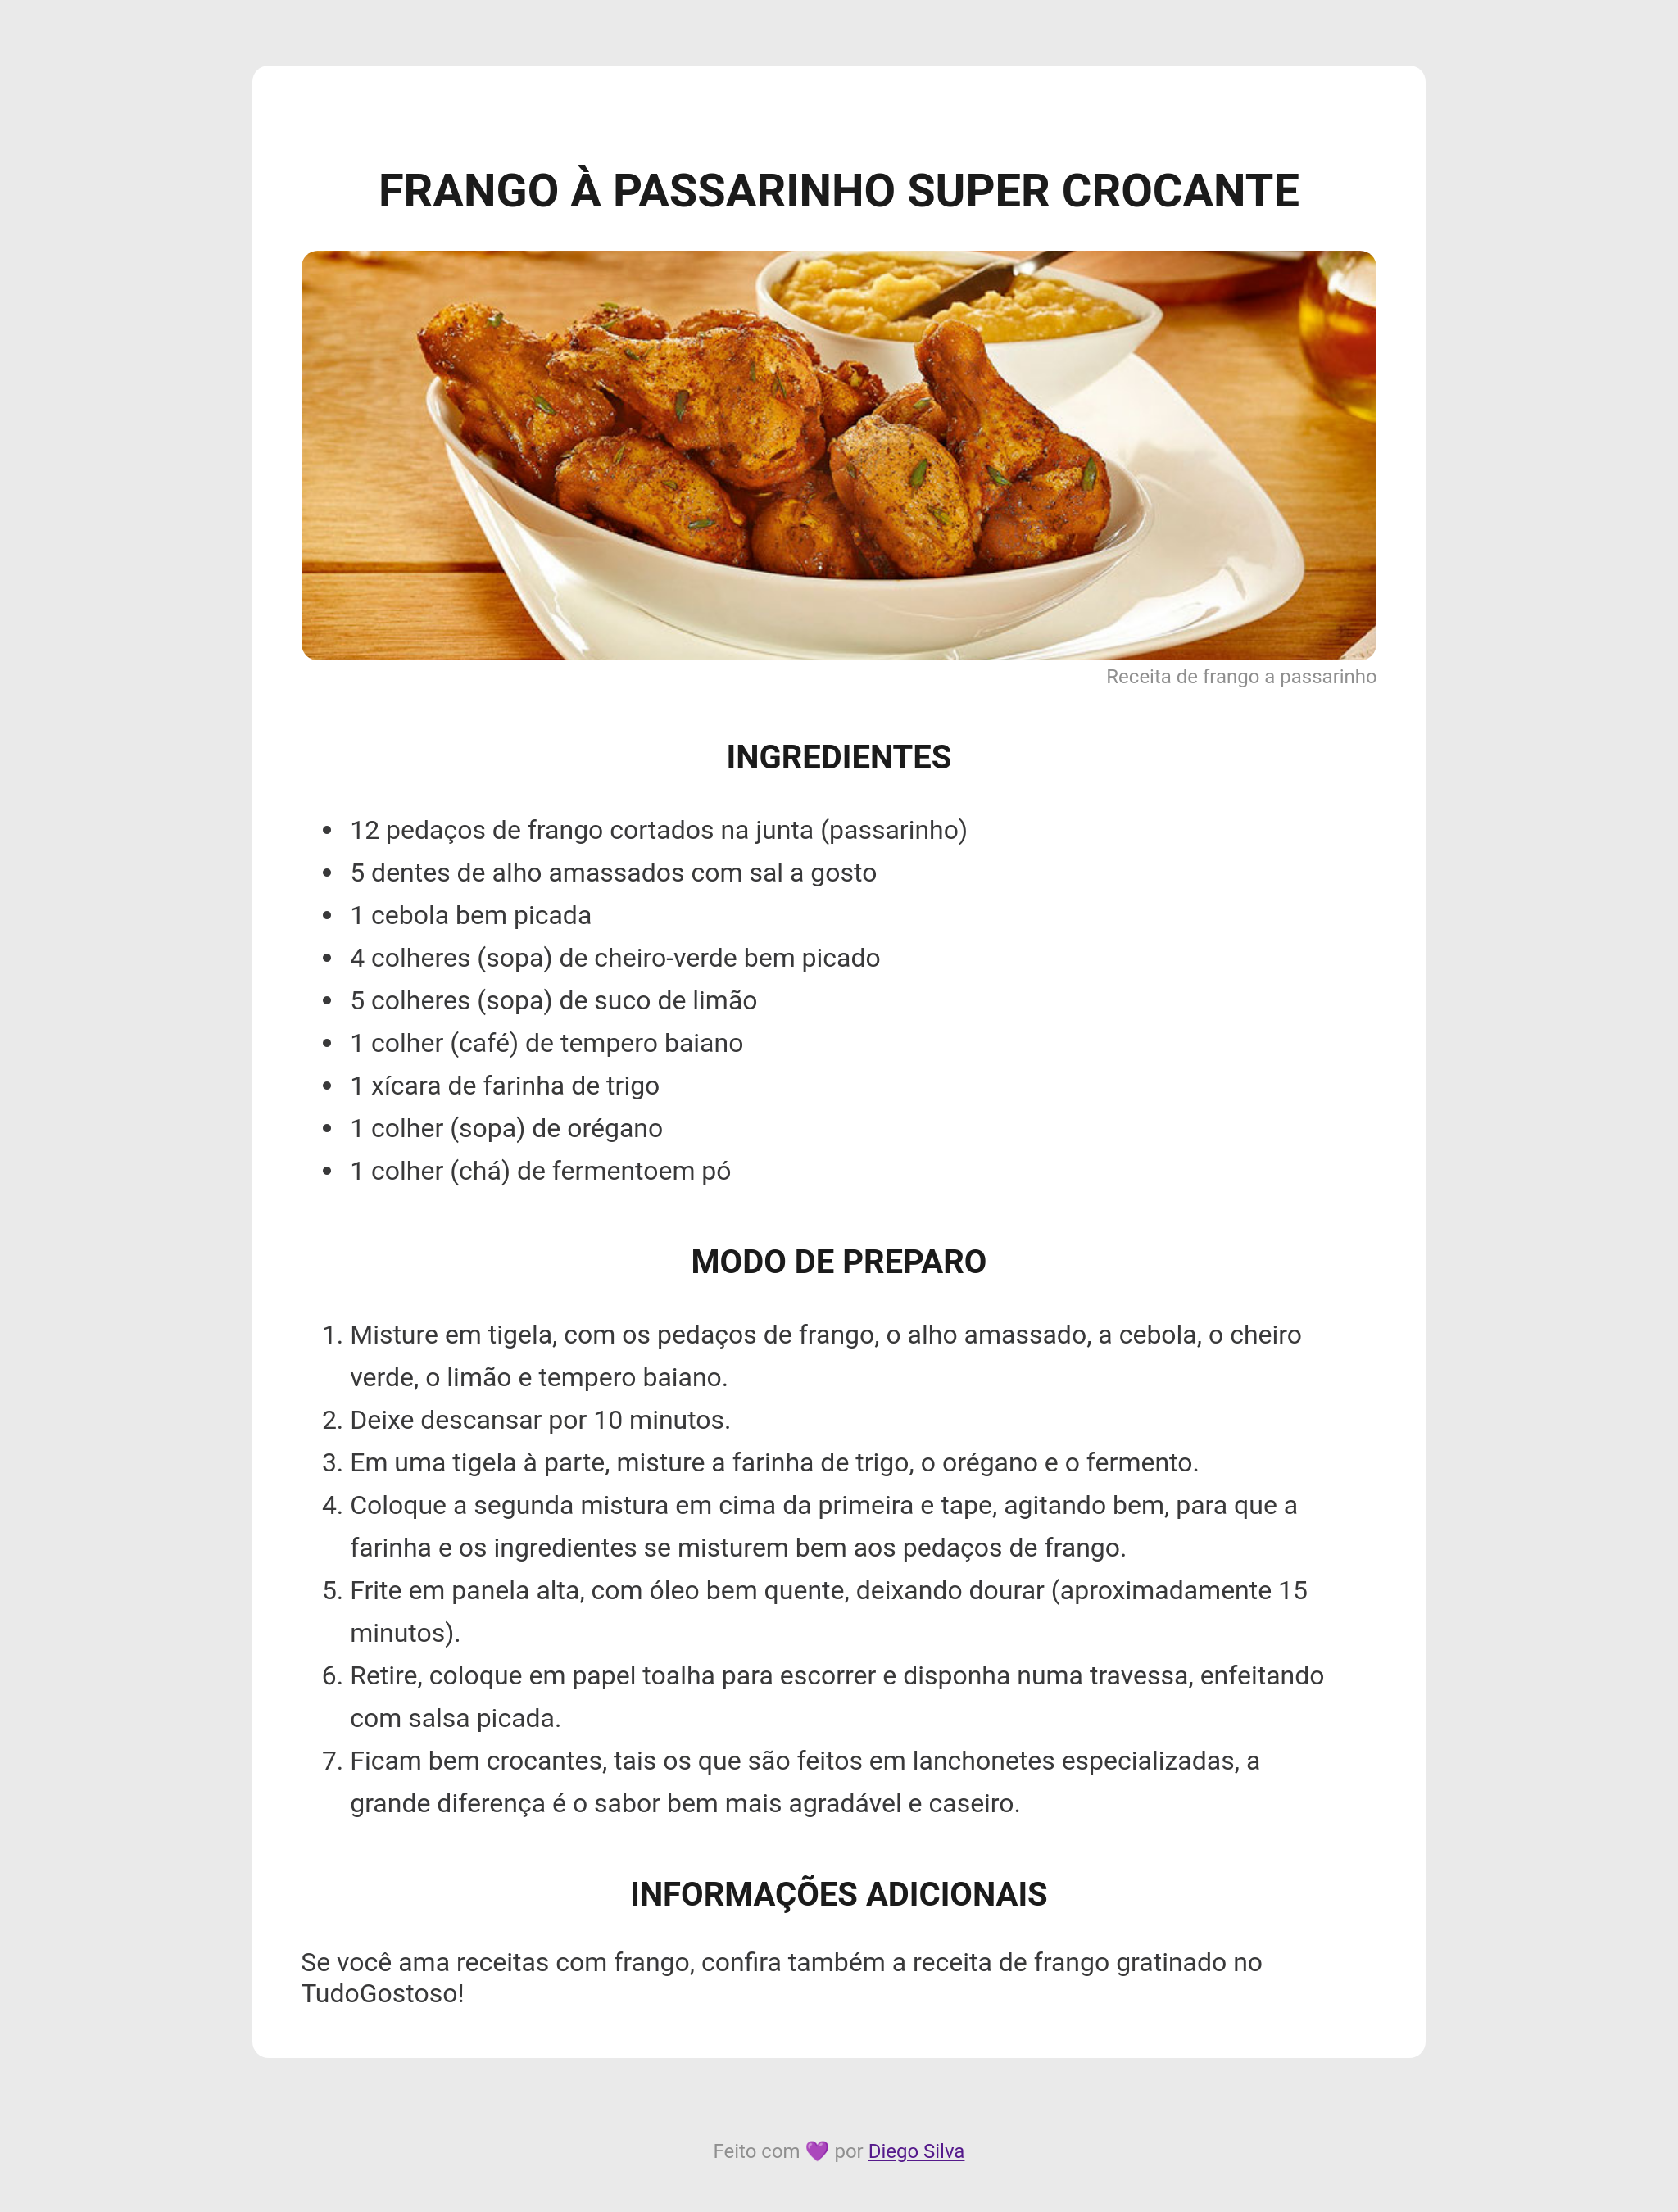 FRANGO À PASSARINHO SUPER CROCANTE
Receita de frango a passarinho
INGREDIENTES
• 12 pedaços de frango cortados na junta (passarinho)
• 5 dentes de alho amassados com sal a gosto
• 1 cebola bem picada
• 4 colheres (sopa) de cheiro-verde bem picado
• 5 colheres (sopa) de suco de limão
• 1 colher (café) de tempero baiano
• 1 xícara de farinha de trigo
• 1 colher (sopa) de orégano
• 1 colher (chá) de fermentoem pó
MODO DE PREPARO
1. Misture em tigela, com os pedaços de frango, o alho amassado, a cebola, o cheiro
verde, o limão e tempero baiano.
2. Deixe descansar por 10 minutos.
3. Em uma tigela à parte, misture a farinha de trigo, o orégano e o fermento.
4. Coloque a segunda mistura em cima da primeira e tape, agitando bem, para que a
farinha e os ingredientes se misturem bem aos pedaços de frango.
5. Frite em panela alta, com óleo bem quente, deixando dourar (aproximadamente 15
minutos).
6. Retire, coloque em papel toalha para escorrer e disponha numa travessa, enfeitando
com salsa picada.
7. Ficam bem crocantes, tais os que são feitos em lanchonetes especializadas, a
grande diferença é o sabor bem mais agradável e caseiro.
INFORMAÇÕES ADICIONAIS
Se você ama receitas com frango, confira também a receita de frango gratinado no
TudoGostoso!
Feito com 💜 por Diego Silva